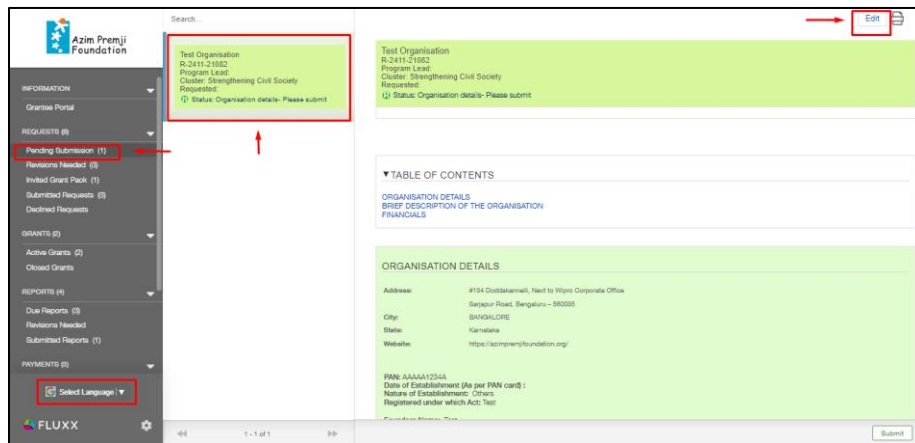 Azim Premji
Foundation
INFORMATION
Grantee Portal
REQUESTS (6)
Pending Submission (1)
Revisions Needed (3)
Invited Grant Pack (1)
Submitted Requests (3)
Declined Requests
GRANTS (2)
Active Grants (2)
Closed Grants
REPORTS (4)
Due Reports (3)
Revisions Needed
Submitted Reports (1)
PAYMENTS (5)
Select Language ▼
FLUXX
Search...
Test Organisation
R-2411-21082
Program Lead:
Cluster: Strengthening Civil Society
Requested:
Status: Organisation details- Please submit
1 - 1 of 1
Edit
Test Organisation
R-2411-21082
Program Lead:
Cluster: Strengthening Civil Society
Requested:
Status: Organisation details- Please submit
▼TABLE OF CONTENTS
ORGANISATION DETAILS
BRIEF DESCRIPTION OF THE ORGANISATION
FINANCIALS
ORGANISATION DETAILS
Address: #134 Doddakannelli, Next to Wipro Corporate Office
Sarjapur Road, Bengaluru – 560035
City: BANGALORE
State: Karnataka
Website: https://azimpremjifoundation.org/
PAN: AAAAA1234A
Date of Establishment (As per PAN card) :
Nature of Establishment: Others
Registered under which Act: Test
Submit